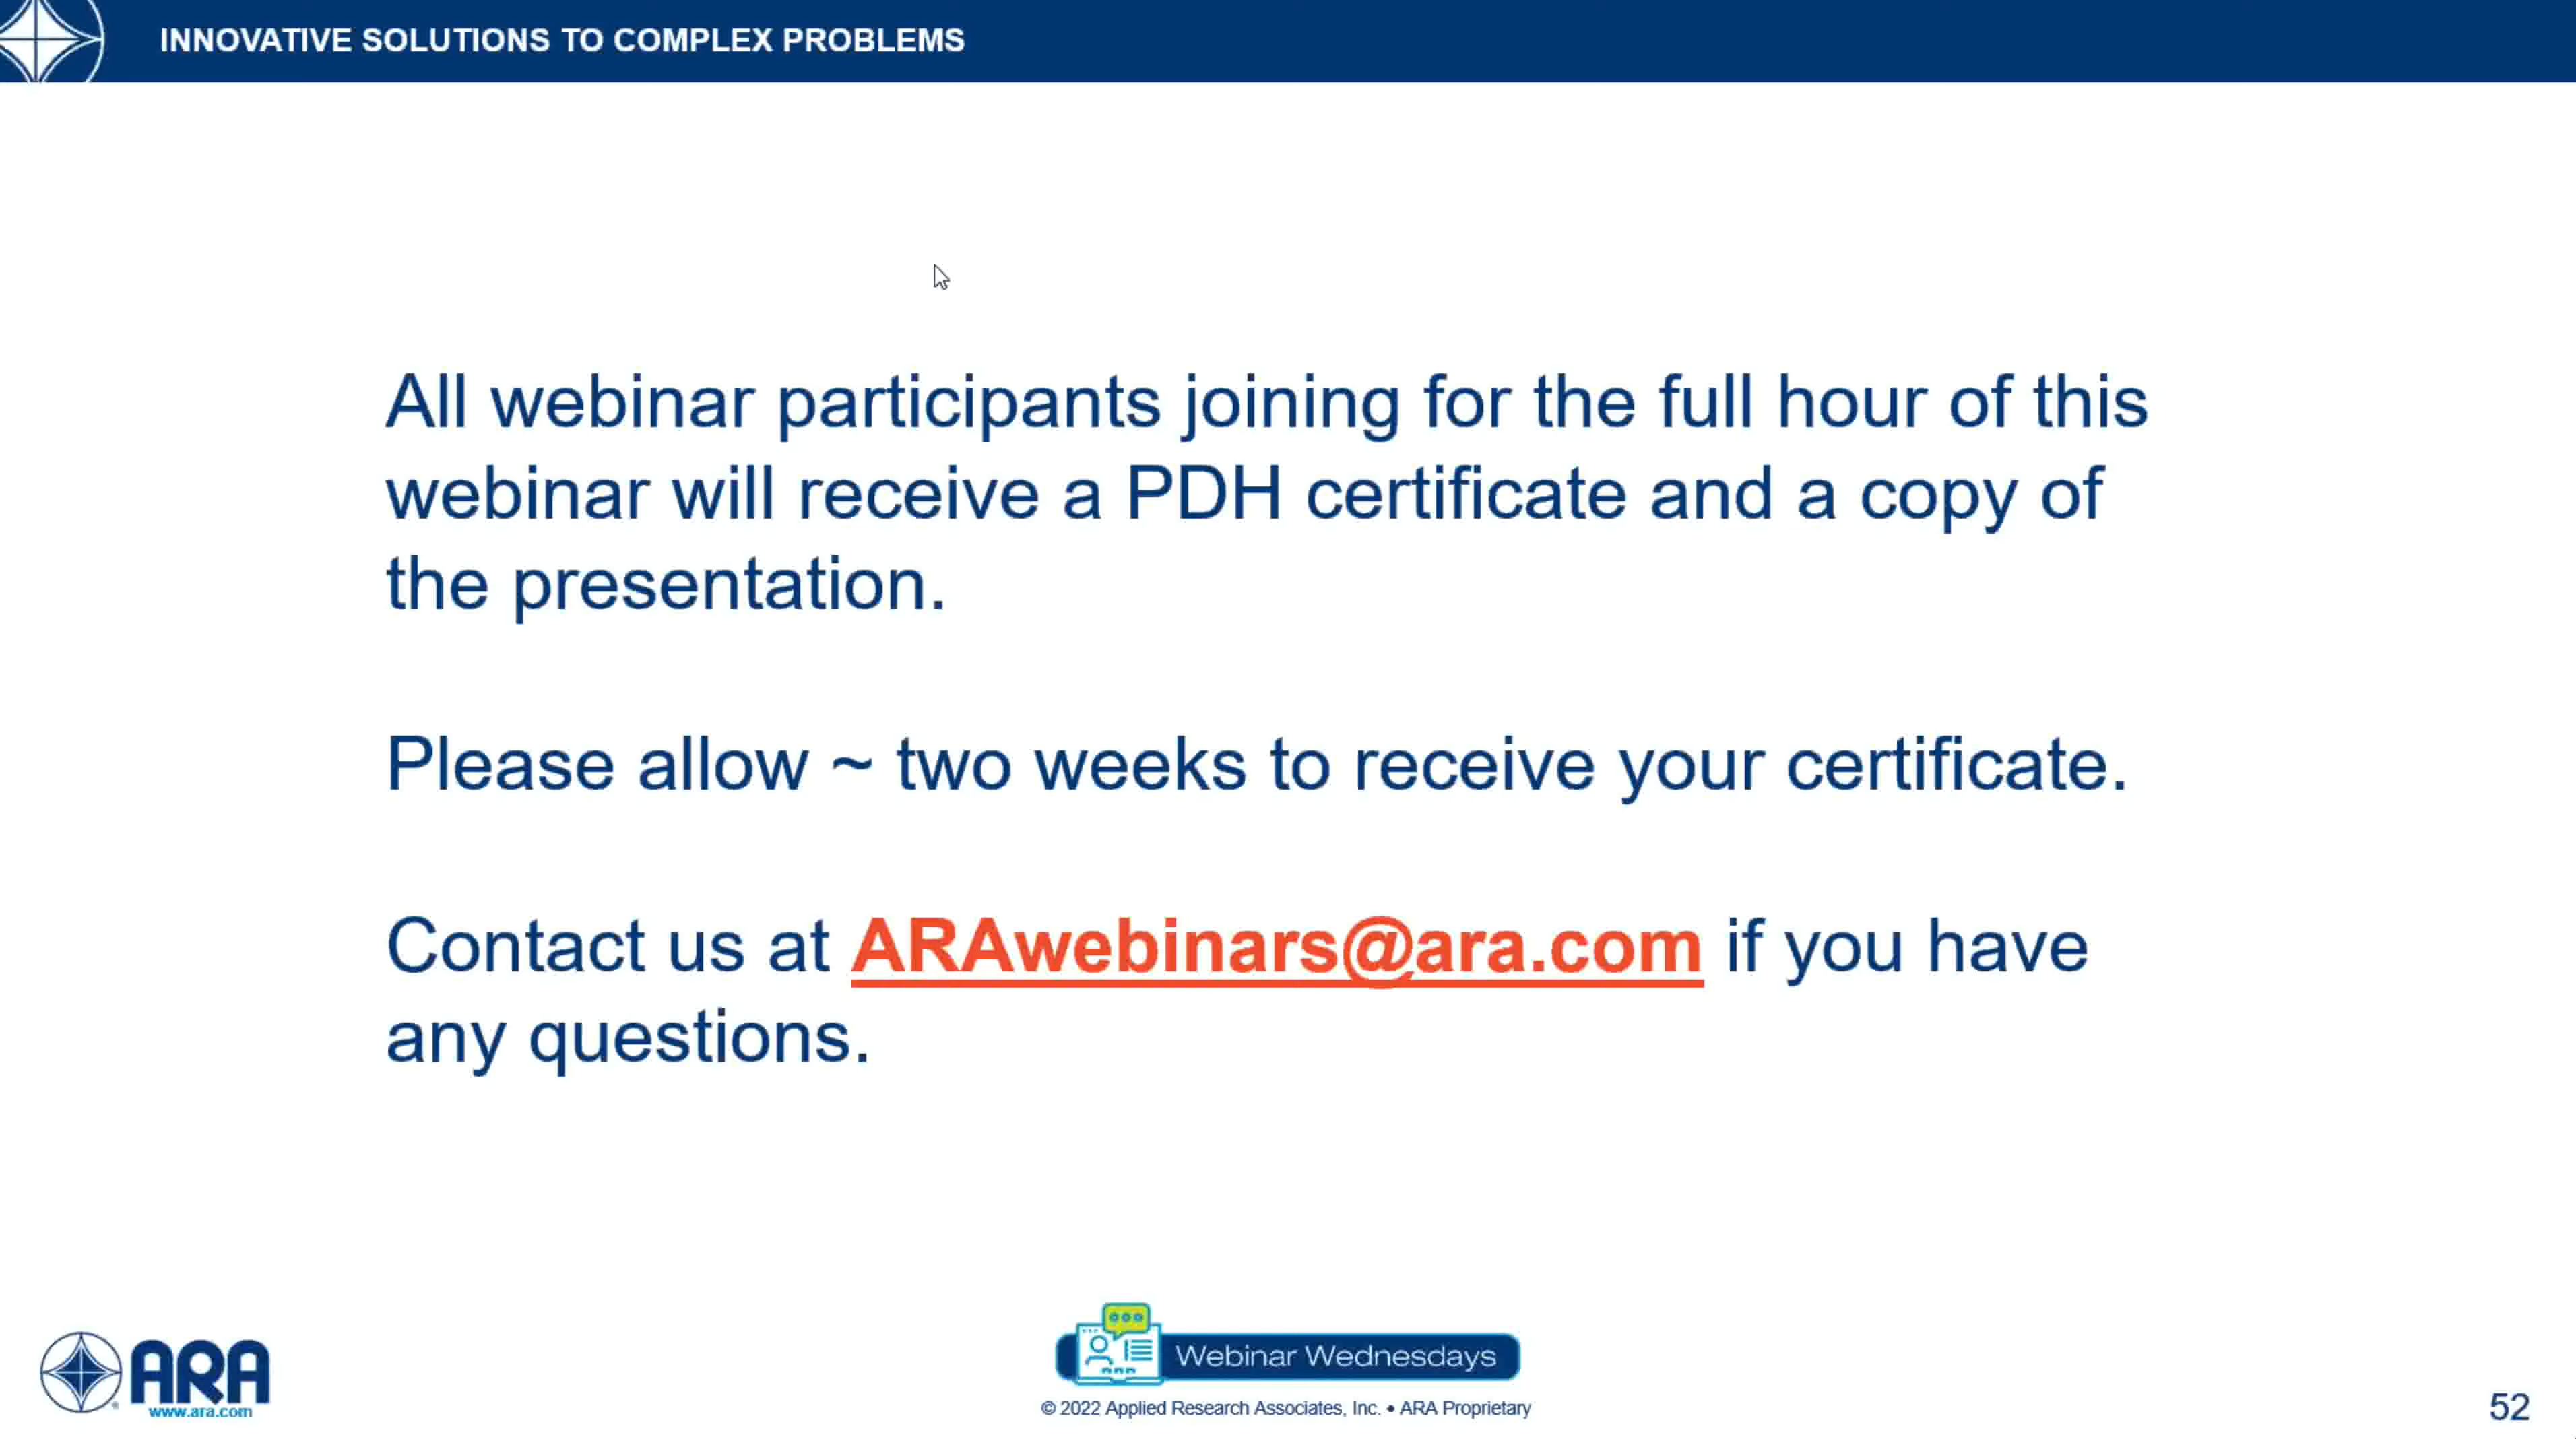 INNOVATIVE SOLUTIONS TO COMPLEX PROBLEMS
All webinar participants joining for the full hour of this
webinar will receive a PDH certificate and a copy of
the presentation.
Please allow ~ two weeks to receive your certificate.
Contact us at ARAwebinars@ara.com if you have
any questions.
ARA
www.ara.com
Webinar Wednesdays
© 2022 Applied Research Associates, Inc. • ARA Proprietary
52